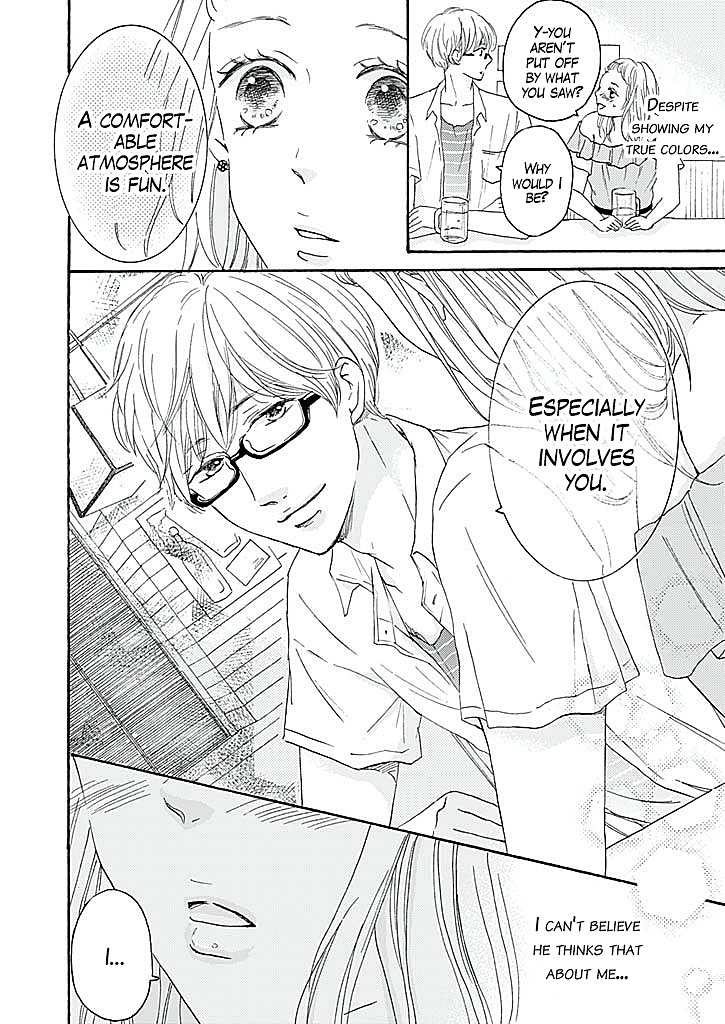 Y-YOU
AREN'T
PUT OFF
BY WHAT
YOU SAW?
DESPITE
SHOWING MY
TRUE COLORS...
WHY
WOULD I
BE?
A COMFORT-
ABLE
ATMOSPHERE
IS FUN.
ESPECIALLY
WHEN IT
INVOLVES
YOU.
I CAN'T BELIEVE
HE THINKS THAT
ABOUT ME...
I...